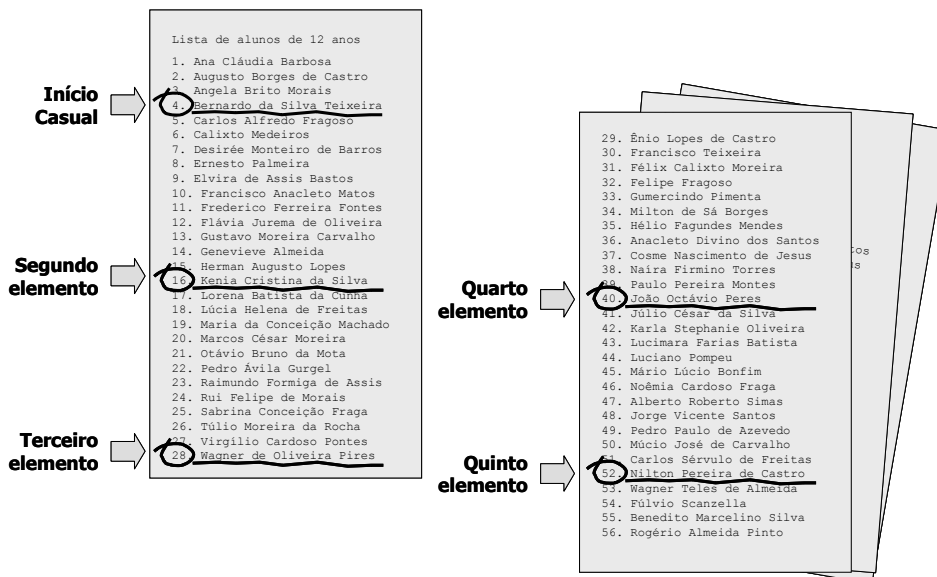 Lista de alunos de 12 anos
1. Ana Cláudia Barbosa
2. Augusto Borges de Castro
3. Angela Brito Morais
Início
Casual
4. Bernardo da Silva Teixeira
5. Carlos Alfredo Fragoso
6. Calixto Medeiros
7. Desirée Monteiro de Barros
8. Ernesto Palmeira
9. Elvira de Assis Bastos
10. Francisco Anacleto Matos
11. Frederico Ferreira Fontes
12. Flávia Jurema de Oliveira
13. Gustavo Moreira Carvalho
14. Genevieve Almeida
15. Herman Augusto Lopes
Segundo
elemento
16. Kenia Cristina da Silva
17. Lorena Batista da Cunha
18. Lúcia Helena de Freitas
19. Maria da Conceição Machado
20. Marcos César Moreira
21. Otávio Bruno da Mota
22. Pedro Ávila Gurgel
23. Raimundo Formiga de Assis
24. Rui Felipe de Morais
25. Sabrina Conceição Fraga
26. Túlio Moreira da Rocha
27. Virgílio Cardoso Pontes
Terceiro
elemento
28. Wagner de Oliveira Pires
29. Ênio Lopes de Castro
30. Francisco Teixeira
31. Félix Calixto Moreira
32. Felipe Fragoso
33. Gumercindo Pimenta
34. Milton de Sá Borges
35. Hélio Fagundes Mendes
36. Anacleto Divino dos Santos
37. Cosme Nascimento de Jesus
38. Naíra Firmino Torres
39. Paulo Pereira Montes
Quarto
elemento
40. João Octávio Peres
41. Júlio César da Silva
42. Karla Stephanie Oliveira
43. Lucimara Farias Batista
44. Luciano Pompeu
45. Mário Lúcio Bonfim
46. Noêmia Cardoso Fraga
47. Alberto Roberto Simas
48. Jorge Vicente Santos
49. Pedro Paulo de Azevedo
50. Múcio José de Carvalho
51. Carlos Sérvulo de Freitas
Quinto
elemento
52. Nilton Pereira de Castro
53. Wagner Teles de Almeida
54. Fúlvio Scanzella
55. Benedito Marcelino Silva
56. Rogério Almeida Pinto